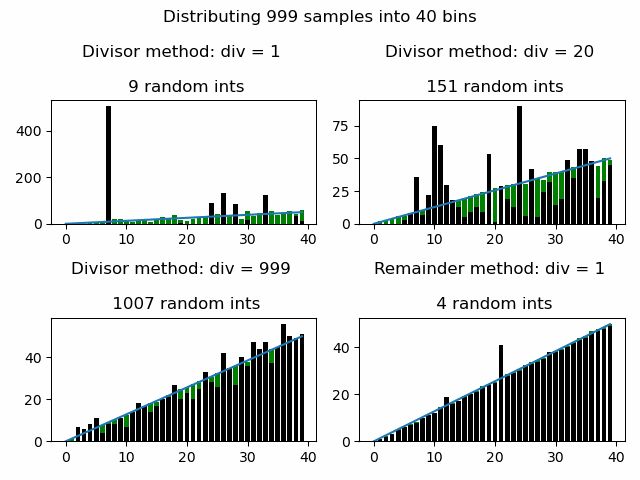 Distributing 999 samples into 40 bins
Divisor method: div = 1
9 random ints
400
200
0
0 10 20 30 40
Divisor method: div = 20
151 random ints
75
50
25
0
0 10 20 30 40
Divisor method: div = 999
1007 random ints
40
20
0
0 10 20 30 40
Remainder method: div = 1
4 random ints
40
20
0
0 10 20 30 40